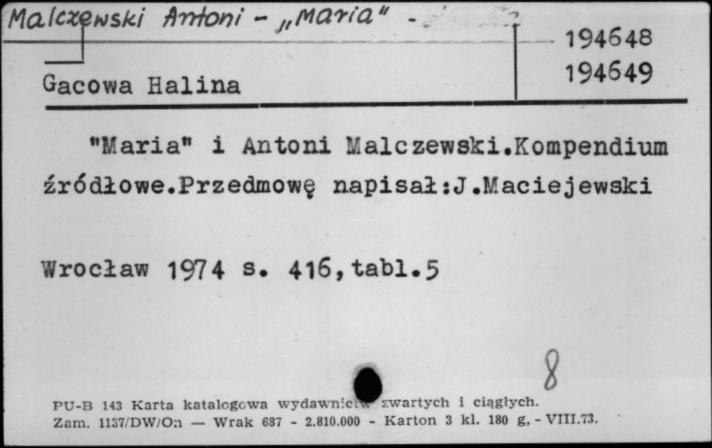 Malczewski Antoni - „Maria" -
194648
194649
Gacowa Halina
"Maria" i Antoni Malczewski.Kompendium
źródłowe.Przedmowę napisał:J.Maciejewski
Wrocław 1974 s. 416,tabl.5
8
PU-B 143 Karta katalogowa wydawnictw zwartych i ciągłych.
Zam. 1137/DW/On — Wrak 687 - 2.810.000 - Karton 3 kl. 180 g, - VIII.73.